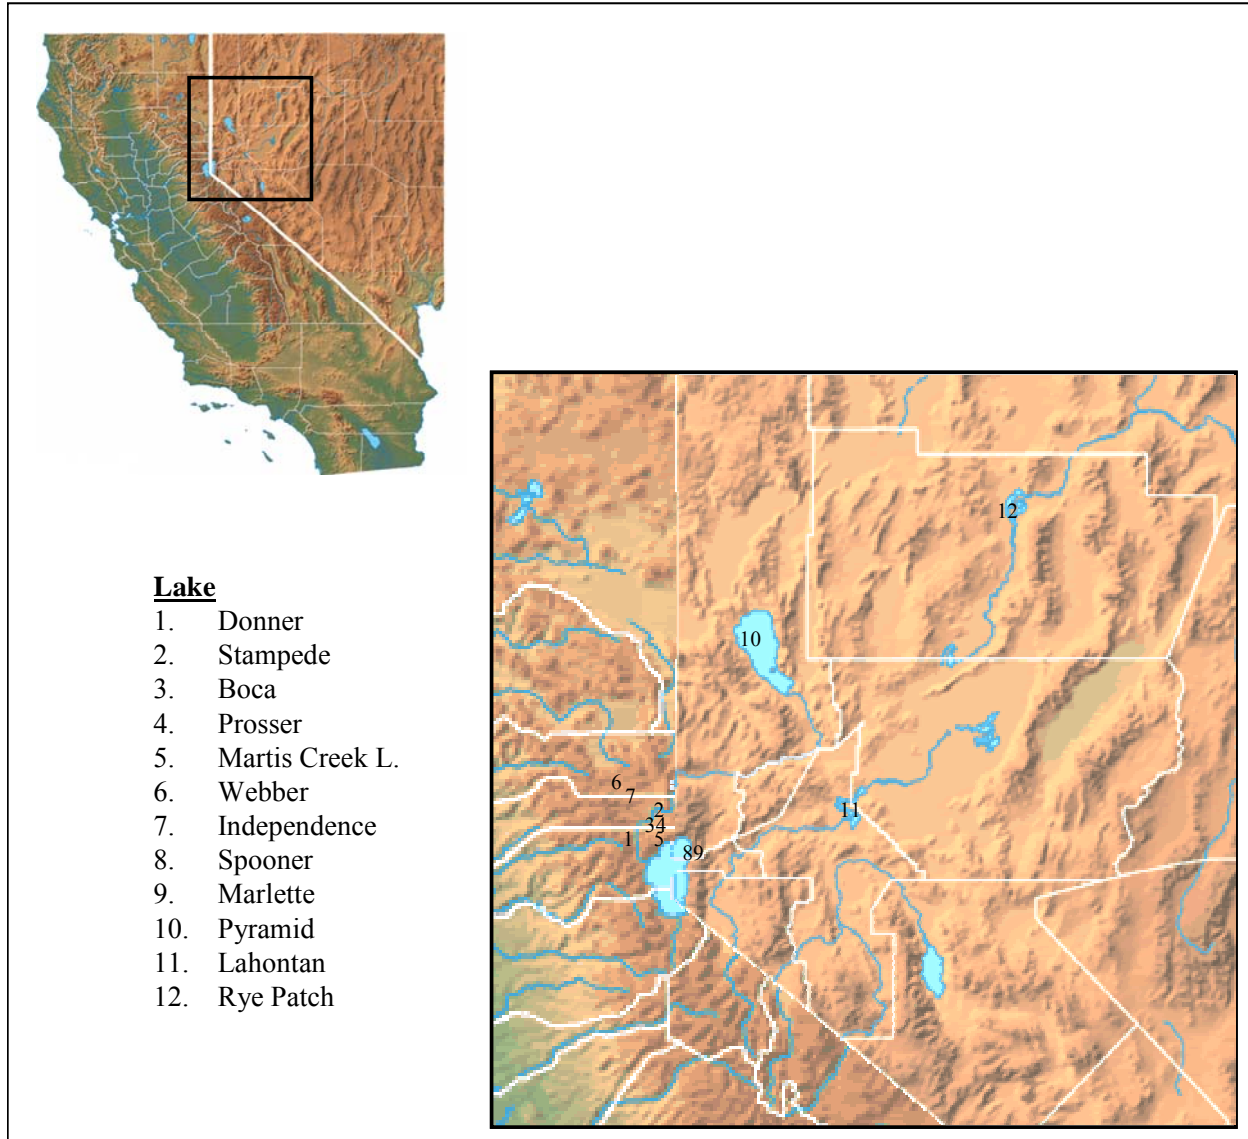 Lake
1. Donner
2. Stampede
3. Boca
4. Prosser
5. Martis Creek L.
6. Webber
7. Independence
8. Spooner
9. Marlette
10. Pyramid
11. Lahontan
12. Rye Patch
12
10
6
7
2
11
34
1 5
89